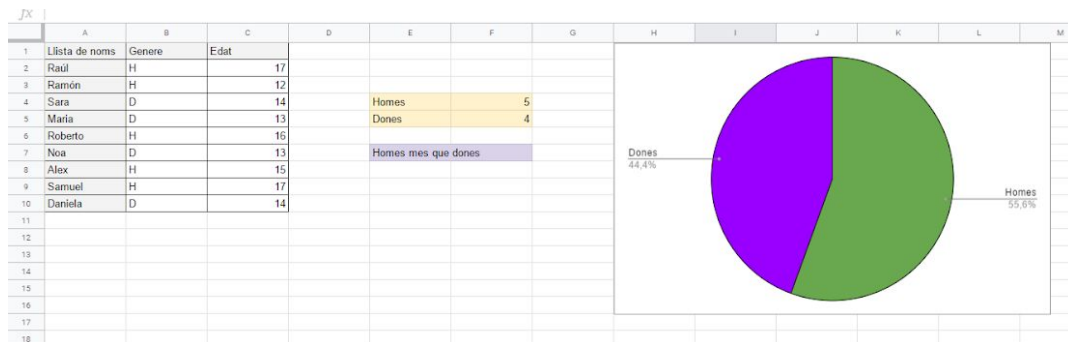 fx
A B C D E F G H I J K L M
1 Llista de noms Genere Edat
2 Raúl H 17
3 Ramón H 12
4 Sara D 14 Homes 5
5 Maria D 13 Dones 4
6 Roberto H 16
7 Noa D 13 Homes mes que dones
8 Alex H 15
9 Samuel H 17
10 Daniela D 14
11
12
13
14
15
16
17
18
Dones
44,4%
Homes
55,6%